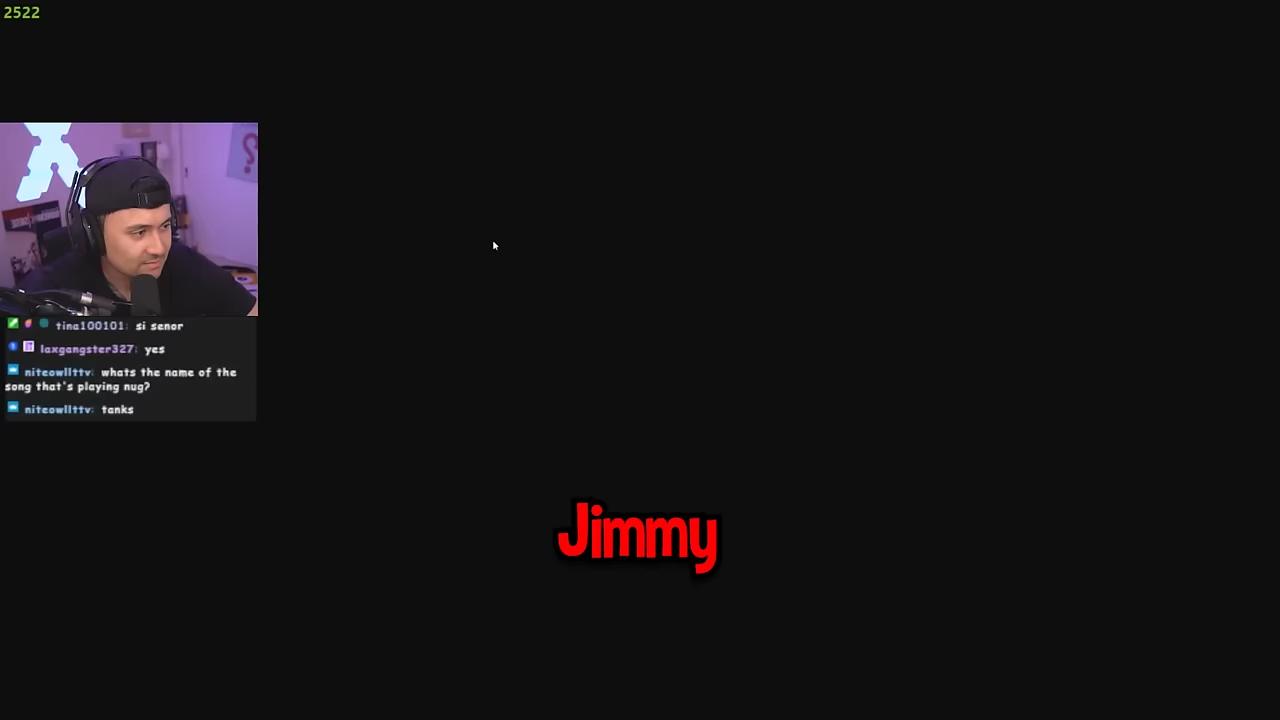 2522
?
tina100101: si senor
laxgangster327: yes
niteowllttv: whats the name of the
song that's playing nug?
niteowllttv: tanks
Jimmy